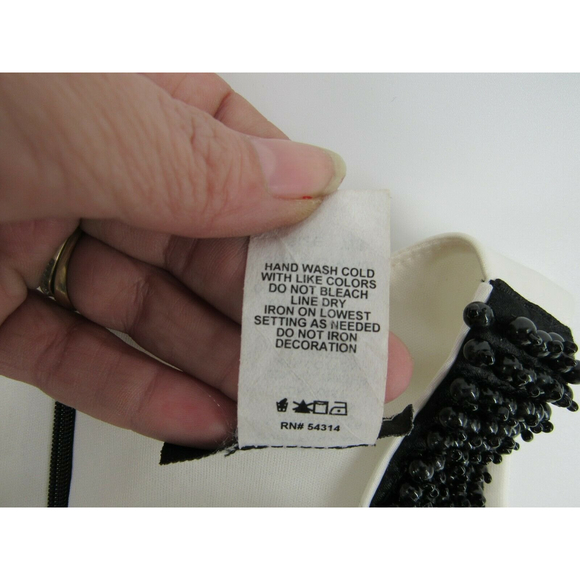 HAND WASH COLD
WITH LIKE COLORS
DO NOT BLEACH
LINE DRY
IRON ON LOWEST
SETTING AS NEEDED
DO NOT IRON
DECORATION
RN# 54314